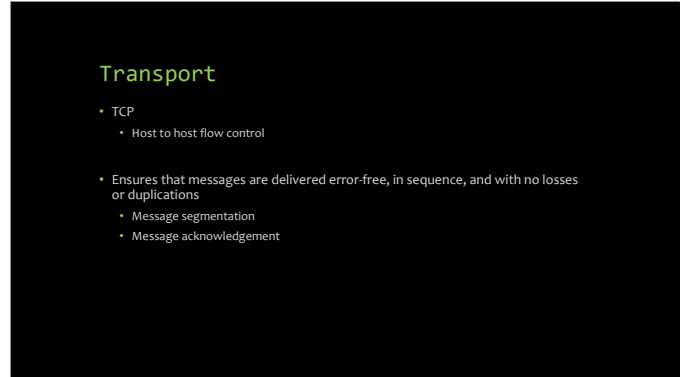 Transport
• TCP
• Host to host flow control
• Ensures that messages are delivered error-free, in sequence, and with no losses
or duplications
• Message segmentation
• Message acknowledgement